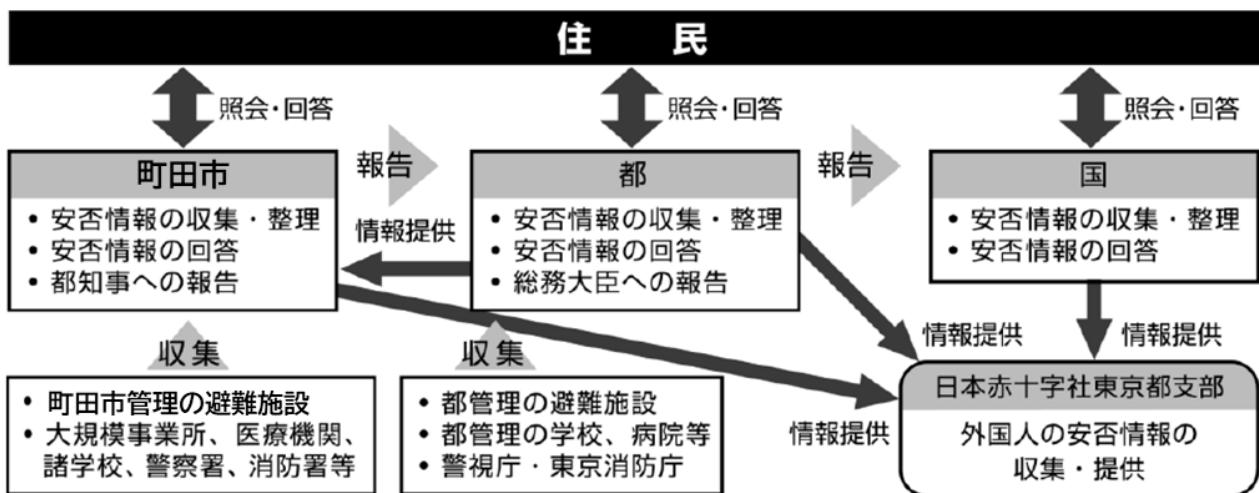 住　民
照会・回答
照会・回答
照会・回答
町田市
報告
都
報告
国
・ 安否情報の収集・整理
・ 安否情報の回答
・ 都知事への報告
情報提供
・ 安否情報の収集・整理
・ 安否情報の回答
・ 総務大臣への報告
・ 安否情報の収集・整理
・ 安否情報の回答
収集
収集
情報提供
情報提供
・ 町田市管理の避難施設
・ 大規模事業所、医療機関、
諸学校、警察署、消防署等
・ 都管理の避難施設
・ 都管理の学校、病院等
・ 警視庁・東京消防庁
情報提供
日本赤十字社東京都支部
外国人の安否情報の
収集・提供